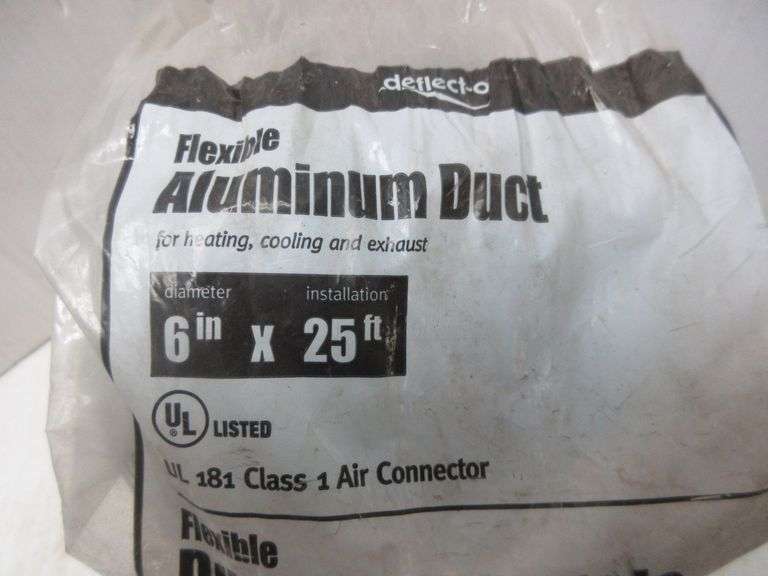 deflect-o
Flexible
Aluminum Duct
for heating, cooling and exhaust
diameter installation
6 in x 25 ft
UL ® LISTED
UL 181 Class 1 Air Connector
Flexible